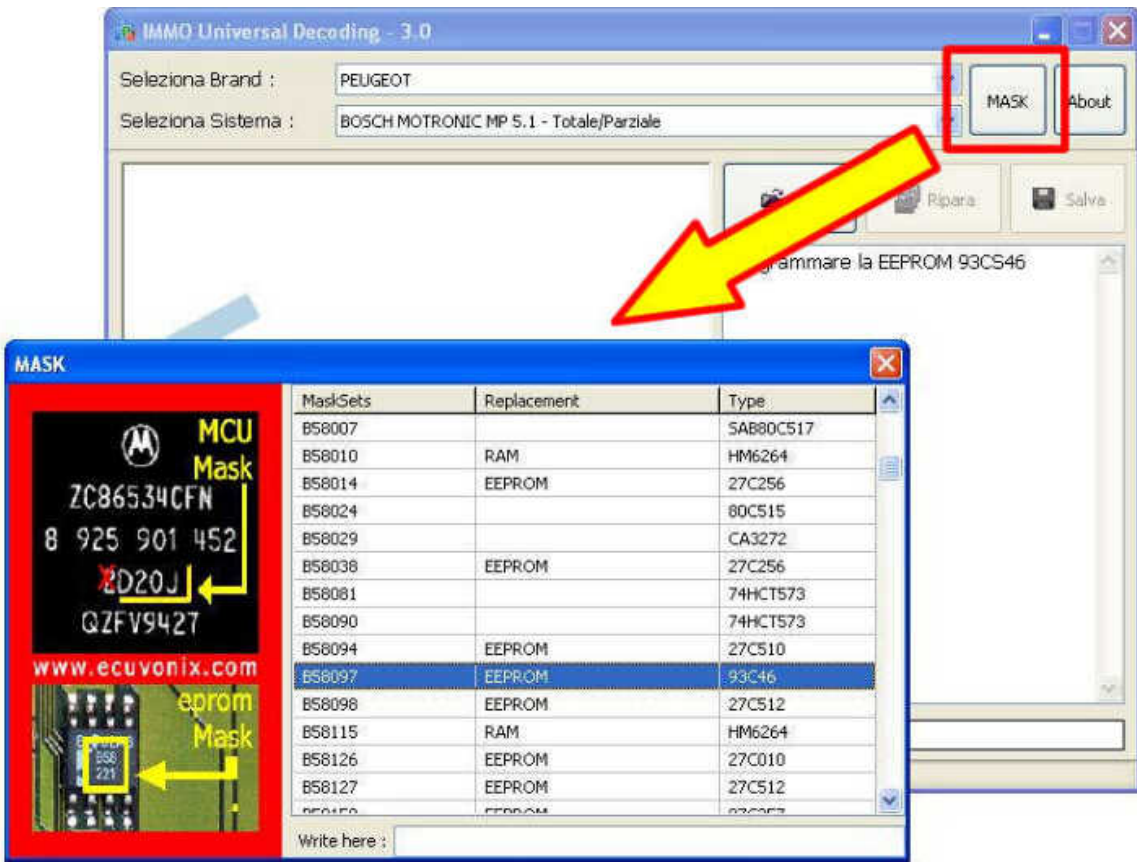 IMMO Universal Decoding - 3.0
Seleziona Brand :
PEUGEOT
MASK
About
Seleziona Sistema :
BOSCH MOTRONIC MP 5.1 - Totale/Parziale
Ripara
Salva
la EEPROM 93CS46
MASK
MCU
Mask
ZC86534CFN
8 925 901 452
2D20J
QZFV9427
www.ecuvonix.com
eprom
Mask
B58
221
MaskSets Replacement Type
B58007 SAB80C517
B58010 RAM HM6264
B58014 EEPROM 27C256
B58024 80C515
B58029 CA3272
B58038 EEPROM 27C256
B58081 74HCT573
B58090 74HCT573
B58094 EEPROM 27C510
B58097 EEPROM 93C46
B58098 EEPROM 27C512
B58115 RAM HM6264
B58126 EEPROM 27C010
B58127 EEPROM 27C512
Write here :